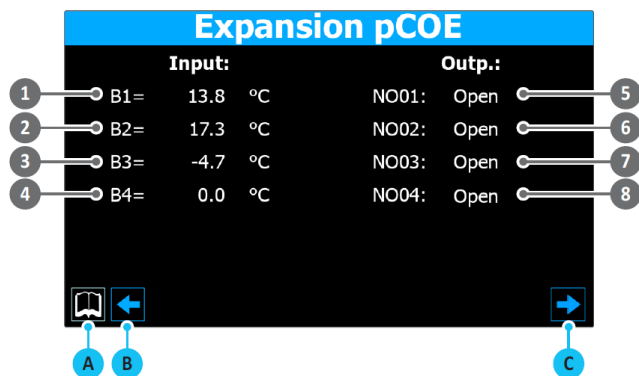 Expansion pCOE
Input: Outp.:
1 B1= 13.8 °C NO01: Open 5
2 B2= 17.3 °C NO02: Open 6
3 B3= -4.7 °C NO03: Open 7
4 B4= 0.0 °C NO04: Open 8
A B C